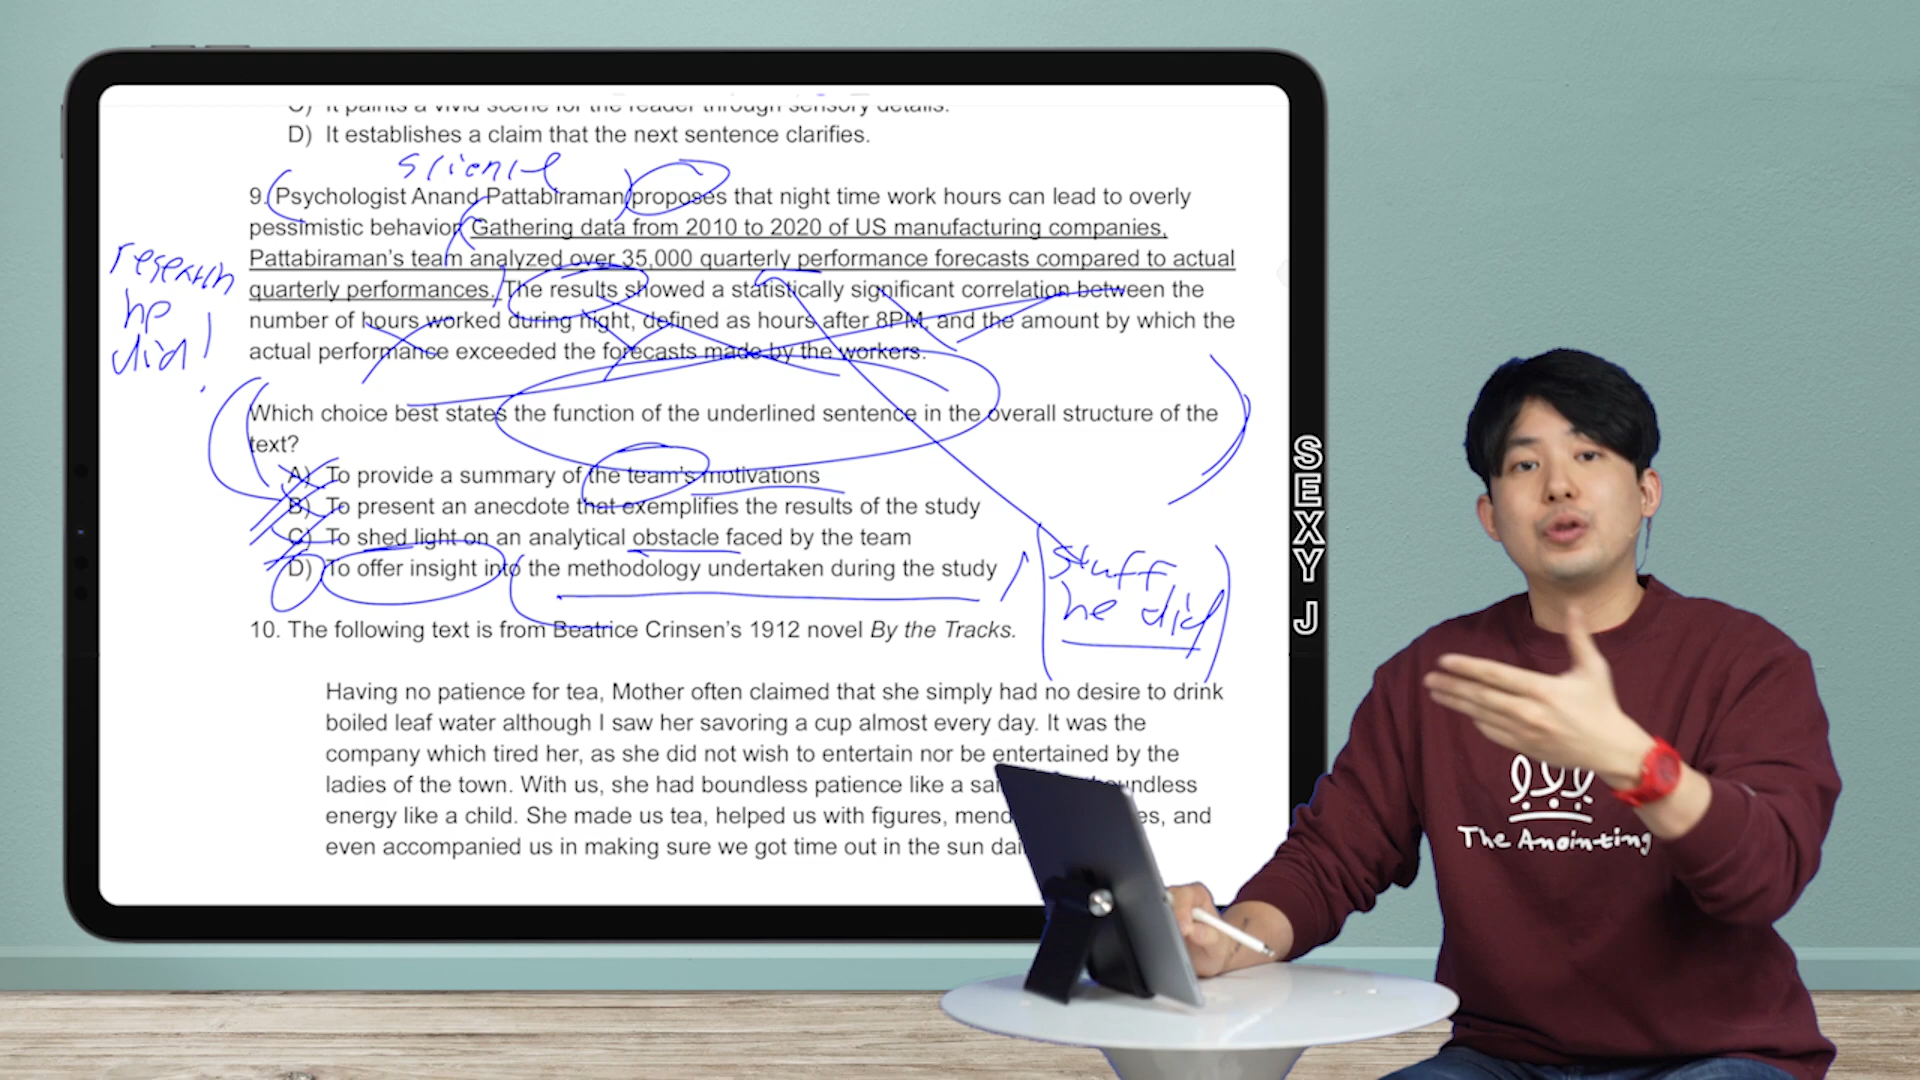 C) It paints a vivid scene for the reader through sensory details.
D) It establishes a claim that the next sentence clarifies.
science
9. Psychologist Anand Pattabiraman proposes that night time work hours can lead to overly
pessimistic behavior. Gathering data from 2010 to 2020 of US manufacturing companies,
Pattabiraman's team analyzed over 35,000 quarterly performance forecasts compared to actual
quarterly performances. The results showed a statistically significant correlation between the
number of hours worked during night, defined as hours after 8PM, and the amount by which the
actual performance exceeded the forecasts made by the workers.
research
he
did!
Which choice best states the function of the underlined sentence in the overall structure of the
text?
A) To provide a summary of the team's motivations
B) To present an anecdote that exemplifies the results of the study
C) To shed light on an analytical obstacle faced by the team
D) To offer insight into the methodology undertaken during the study
stuff
he did
10. The following text is from Beatrice Crinsen's 1912 novel By the Tracks.
Having no patience for tea, Mother often claimed that she simply had no desire to drink
boiled leaf water although I saw her savoring a cup almost every day. It was the
company which tired her, as she did not wish to entertain nor be entertained by the
ladies of the town. With us, she had boundless patience like a
energy like a child. She made us tea, helped us with figures, and
even accompanied us in making sure we got time out in the sun
SEXY J
The Anointing